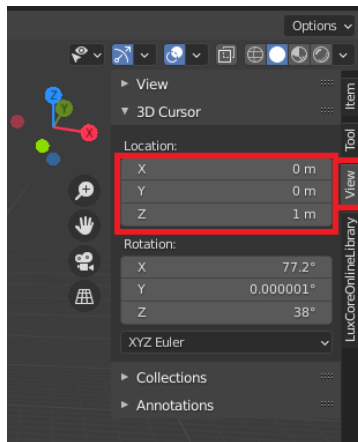 Options
Z
Y
X
View
3D Cursor
Location:
X 0 m
Y 0 m
Z 1 m
Rotation:
X 77.2°
Y 0.000001°
Z 38°
XYZ Euler
Collections
Annotations
Item
Tool
View
LuxCoreOnlineLibrary